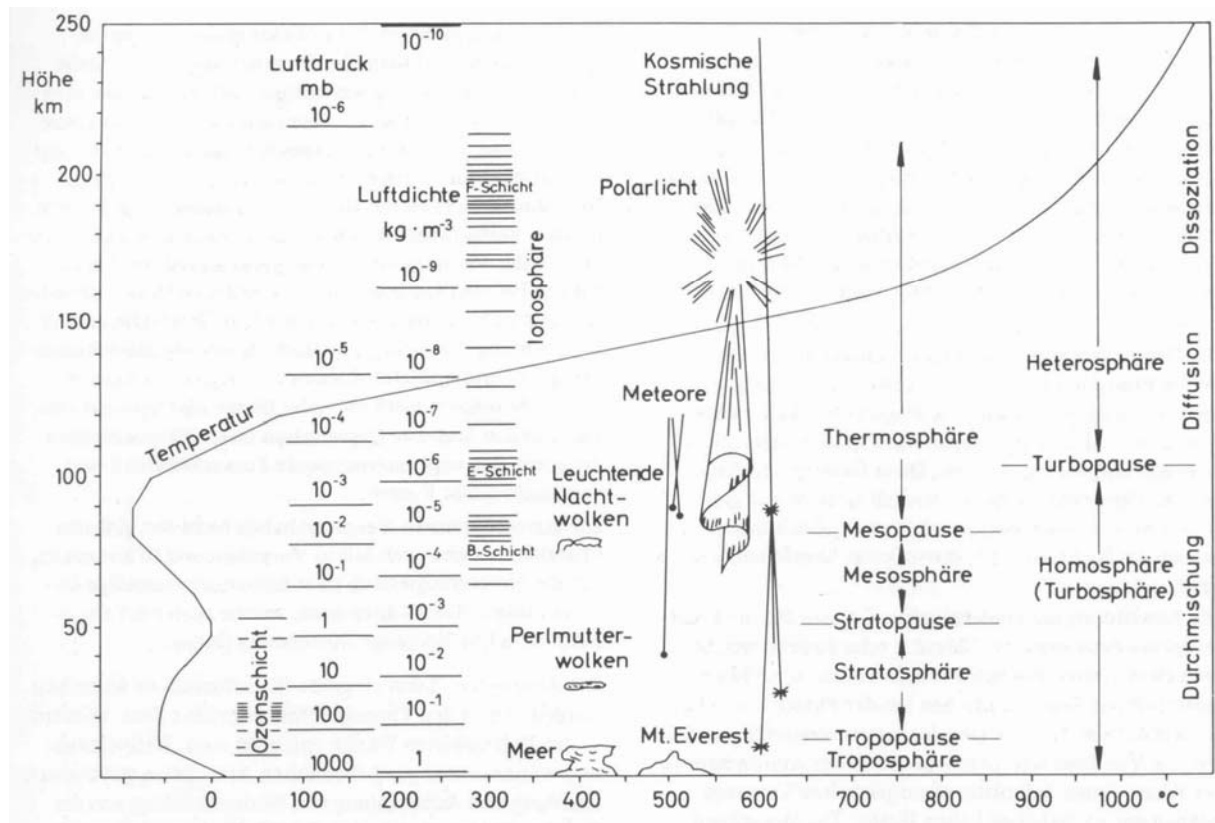 250
Höhe
km
200
150
100
50
Luftdruck
mb
10⁻⁶
10⁻⁵
10⁻⁴
10⁻³
10⁻²
10⁻¹
1
10
100
1000
10⁻¹⁰
Luftdichte
kg · m⁻³
10⁻⁹
10⁻⁸
10⁻⁷
10⁻⁶
10⁻⁵
10⁻⁴
10⁻³
10⁻²
10⁻¹
1
Temperatur
Ozonschicht
F-Schicht
E-Schicht
B-Schicht
Ionosphäre
Kosmische
Strahlung
Polarlicht
Meteore
Leuchtende
Nacht-
wolken
Perlmutter-
wolken
Meer
Mt. Everest
Thermosphäre
Mesopause
Mesosphäre
Stratopause
Stratosphäre
Tropopause
Troposphäre
Heterosphäre
Turbopause
Homosphäre
(Turbosphäre)
Dissoziation
Diffusion
Dirchmischung
100 200 300 400 500 600 700 800 900 1000 °C